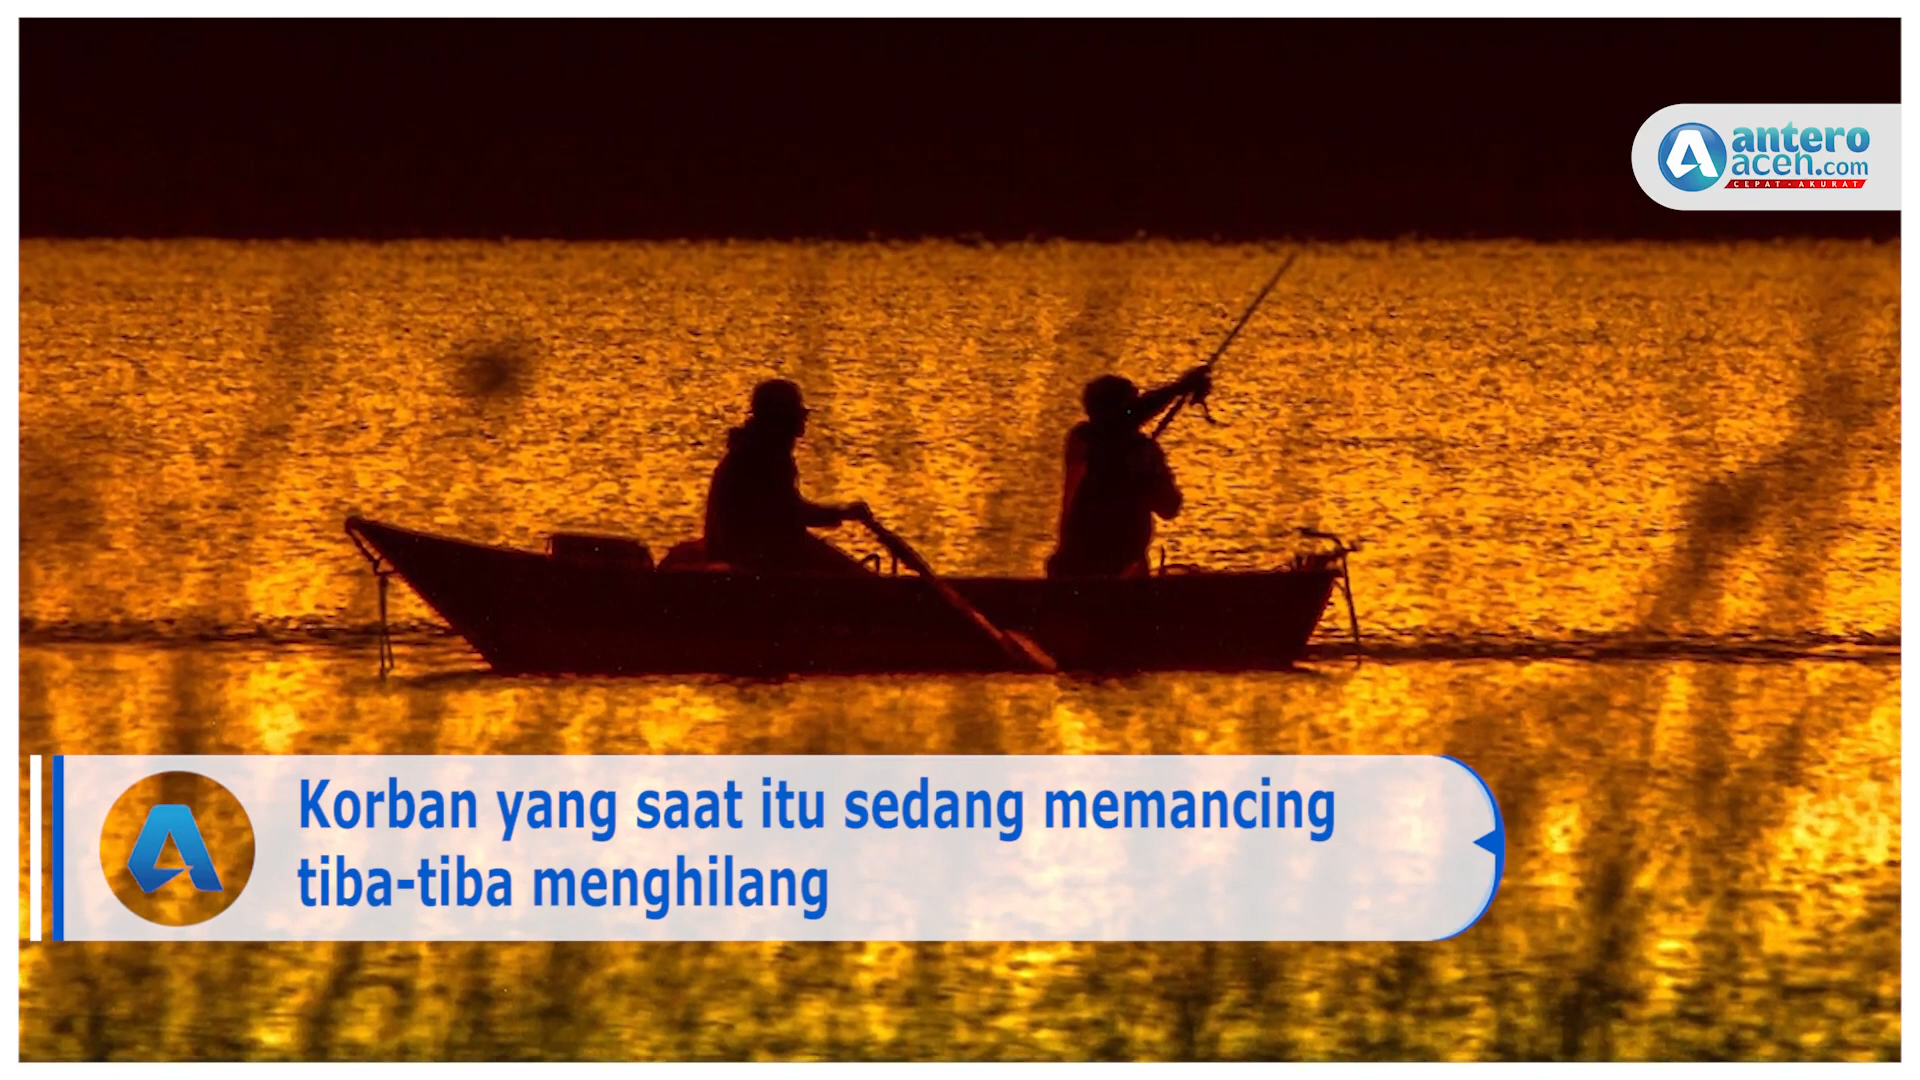 antero
aceh.com
CEPAT - AKURAT
Korban yang saat itu sedang memancing
tiba-tiba menghilang